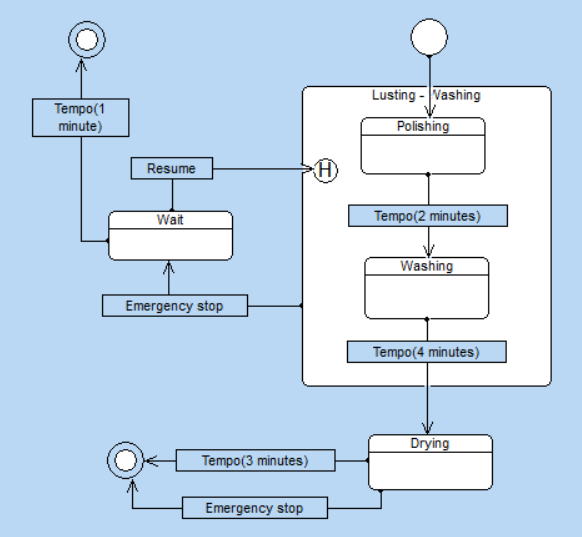 Lusting - Washing
Tempo(1
minute)
Polishing
Resume
H
Wait
Tempo(2 minutes)
Washing
Emergency stop
Tempo(4 minutes)
Drying
Tempo(3 minutes)
Emergency stop